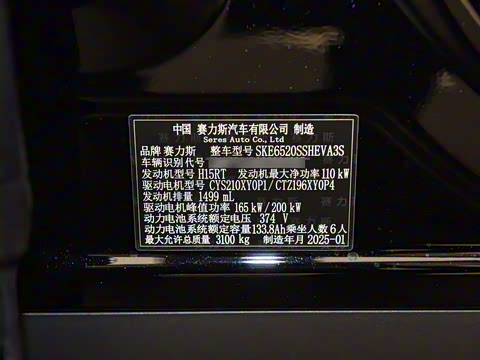 中国 赛力斯汽车有限公司 制造
Seres Auto Co., Ltd
品牌 赛力斯 整车型号 SKE6520SSHEVA3S
车辆识别代号
发动机型号 H15RT 发动机最大净功率 110 kW
驱动电机型号 CYS210XY0P1/CTZ196XY0P4
发动机排量 1499 mL
驱动电机峰值功率 165 kW/200 kW
动力电池系统额定电压 374 V
动力电池系统额定容量133.8Ah乘坐人数 6人
最大允许总质量 3100 kg 制造年月 2025-01